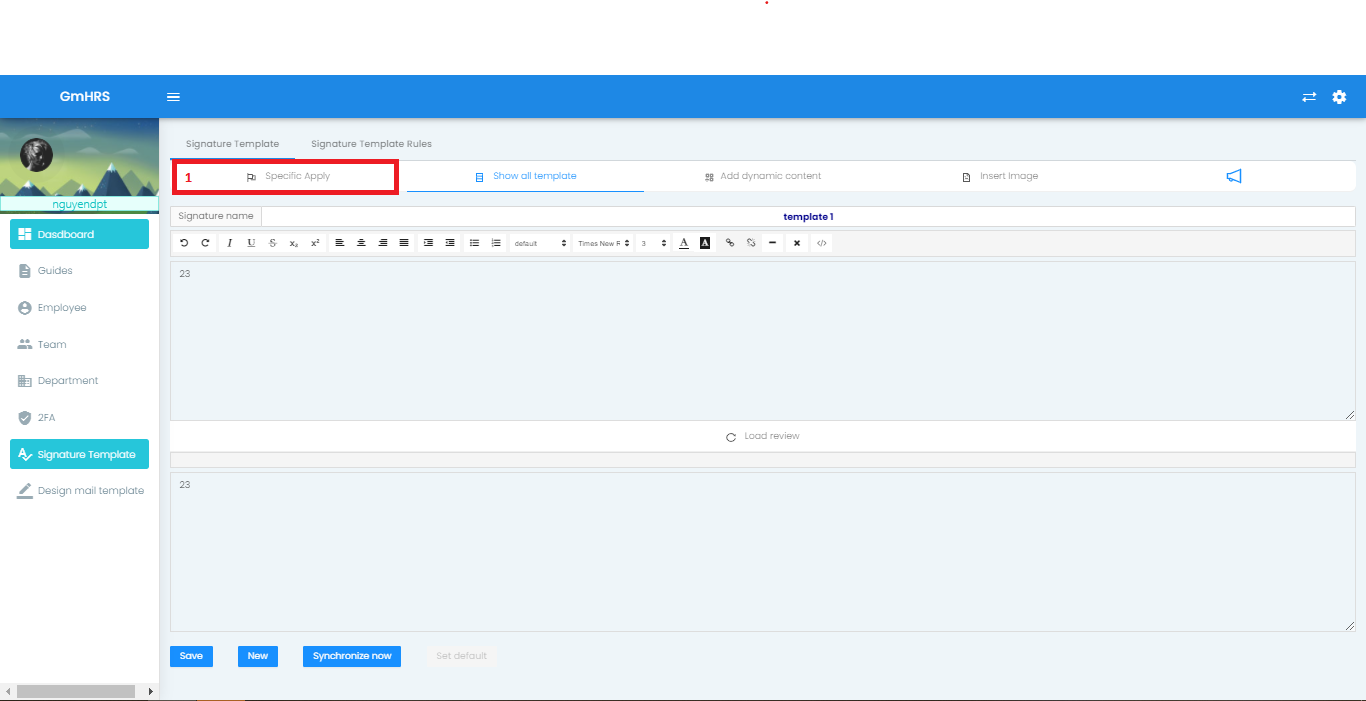 GmHRS
nguyendpt
Dasdboard
Guides
Employee
Team
Department
2FA
Signature Template
Design mail template
Signature Template Signature Template Rules
1 Specific Apply Show all template Add dynamic content Insert Image
Signature name template 1
I U S x₂ x² default Times New R 3 A A </>
23
Load review
23
Save New Synchronize now Set default